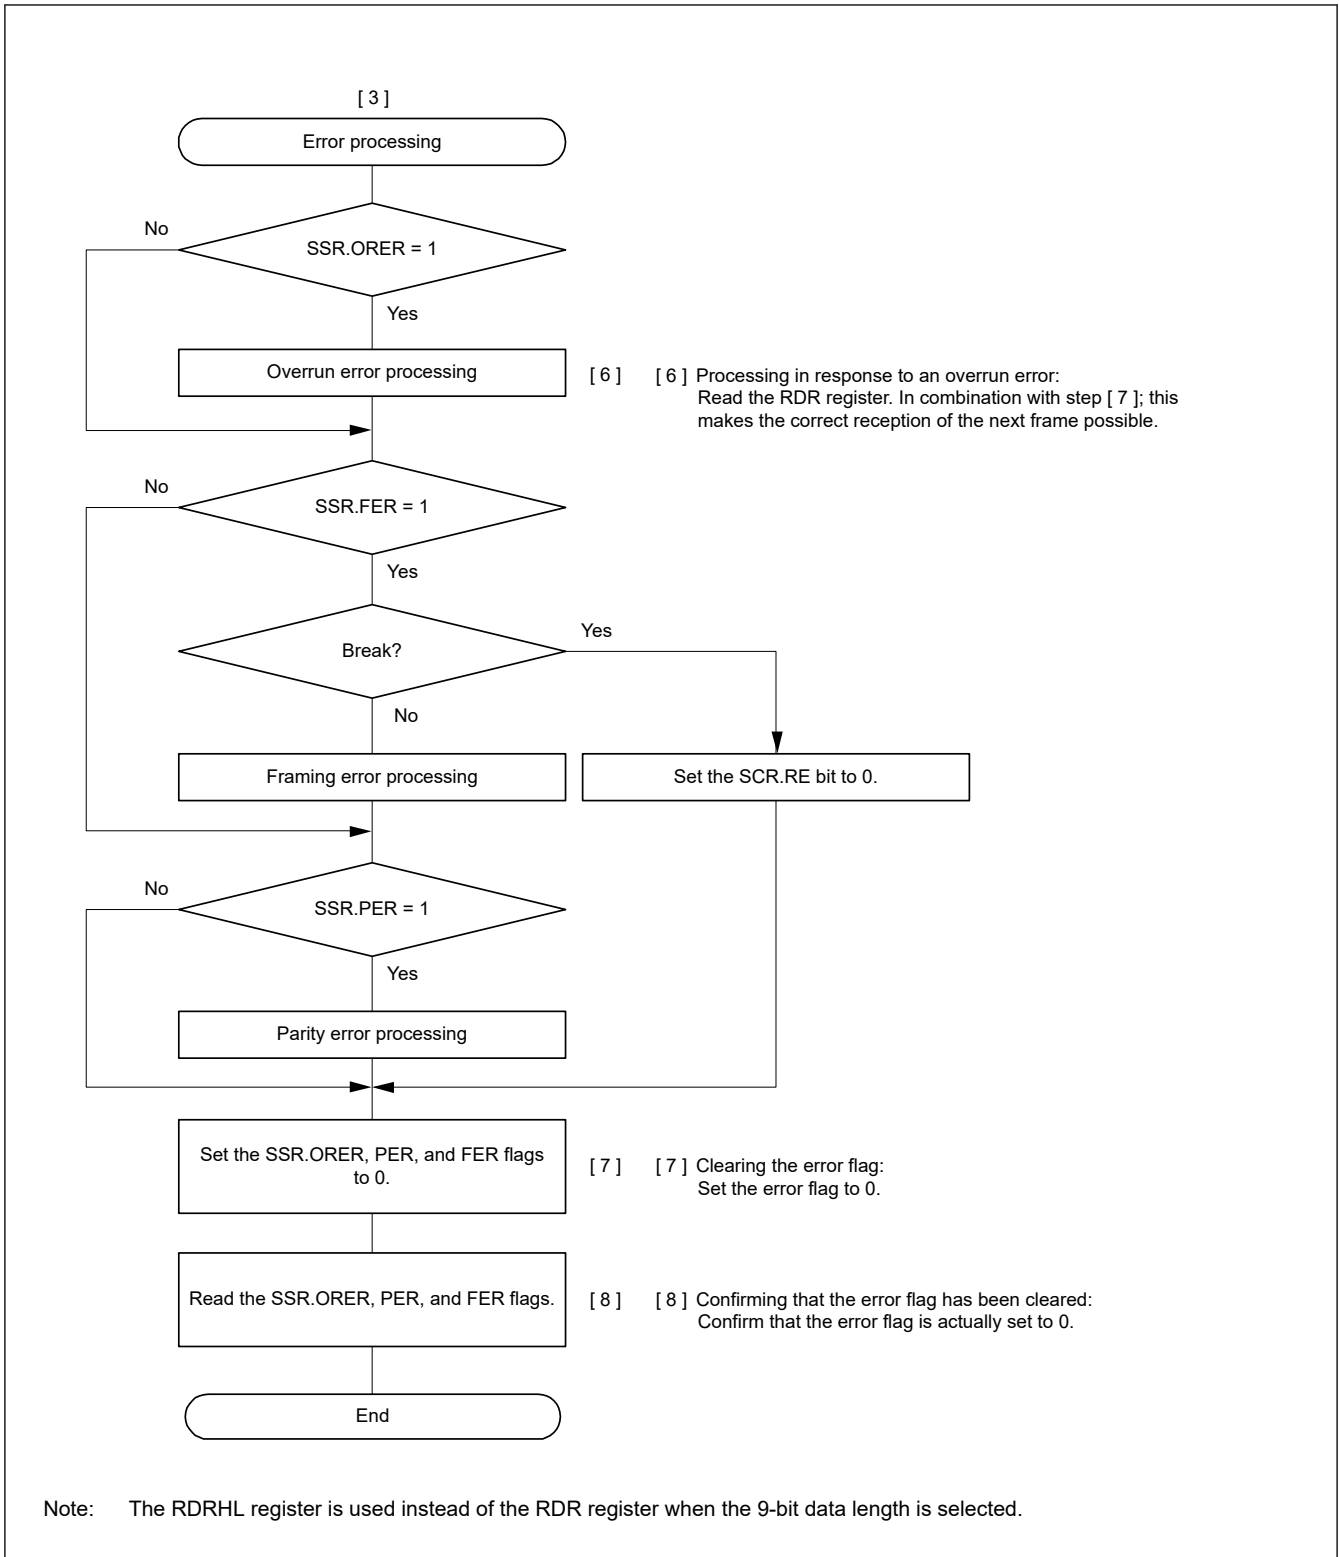 [ 3 ]
Error processing
No
SSR.ORER = 1
Yes
Overrun error processing
[ 6 ]
[ 6 ] Processing in response to an overrun error:
Read the RDR register. In combination with step [ 7 ]; this
makes the correct reception of the next frame possible.
No
SSR.FER = 1
Yes
Break?
Yes
No
Framing error processing
Set the SCR.RE bit to 0.
No
SSR.PER = 1
Yes
Parity error processing
Set the SSR.ORER, PER, and FER flags
to 0.
[ 7 ]
[ 7 ] Clearing the error flag:
Set the error flag to 0.
Read the SSR.ORER, PER, and FER flags.
[ 8 ]
[ 8 ] Confirming that the error flag has been cleared:
Confirm that the error flag is actually set to 0.
End
Note: The RDRHL register is used instead of the RDR register when the 9-bit data length is selected.